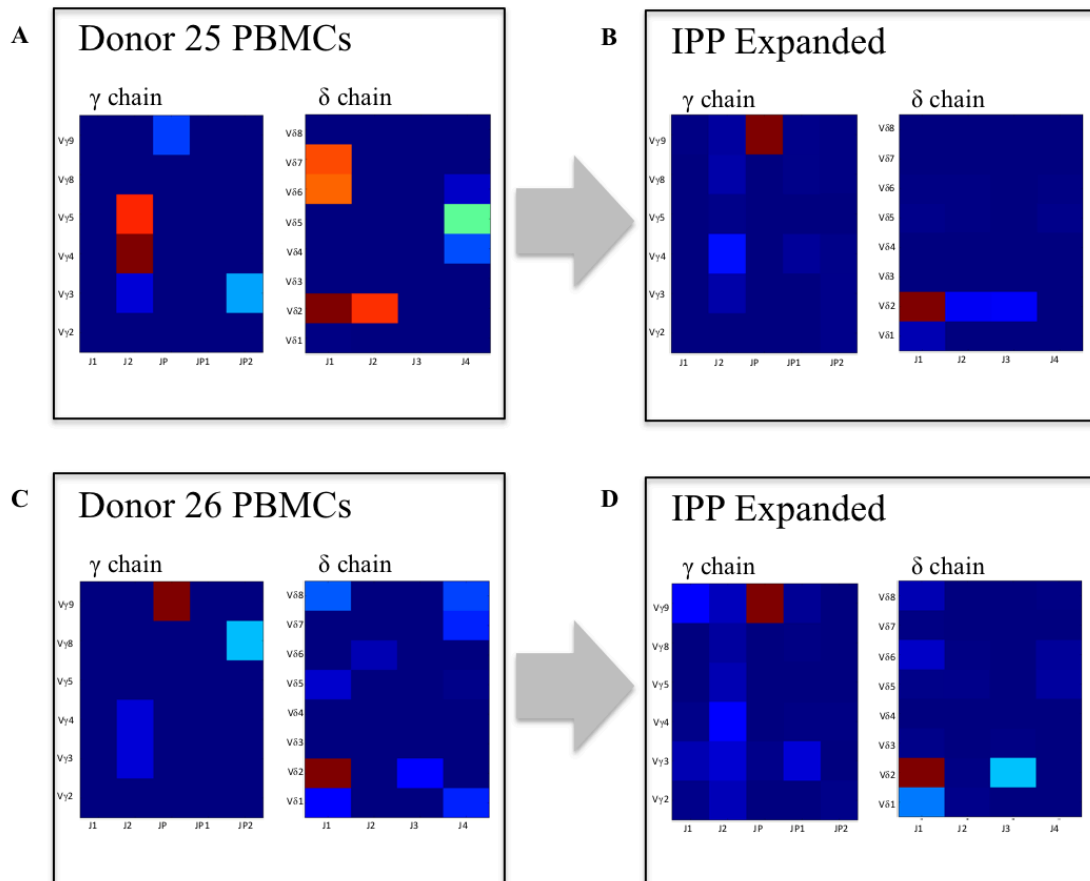 A
Donor 25 PBMCs
γ chain
δ chain
Vγ9
Vγ8
Vγ5
Vγ4
Vγ3
Vγ2
J1 J2 JP JP1 JP2
Vδ8
Vδ7
Vδ6
Vδ5
Vδ4
Vδ3
Vδ2
Vδ1
J1 J2 J3 J4
B
IPP Expanded
γ chain
δ chain
Vγ9
Vγ8
Vγ5
Vγ4
Vγ3
Vγ2
J1 J2 JP JP1 JP2
Vδ8
Vδ7
Vδ6
Vδ5
Vδ4
Vδ3
Vδ2
Vδ1
J1 J2 J3 J4
C
Donor 26 PBMCs
γ chain
δ chain
Vγ9
Vγ8
Vγ5
Vγ4
Vγ3
Vγ2
J1 J2 JP JP1 JP2
Vδ8
Vδ7
Vδ6
Vδ5
Vδ4
Vδ3
Vδ2
Vδ1
J1 J2 J3 J4
D
IPP Expanded
γ chain
δ chain
Vγ9
Vγ8
Vγ5
Vγ4
Vγ3
Vγ2
J1 J2 JP JP1 JP2
Vδ8
Vδ7
Vδ6
Vδ5
Vδ4
Vδ3
Vδ2
Vδ1
J1 J2 J3 J4